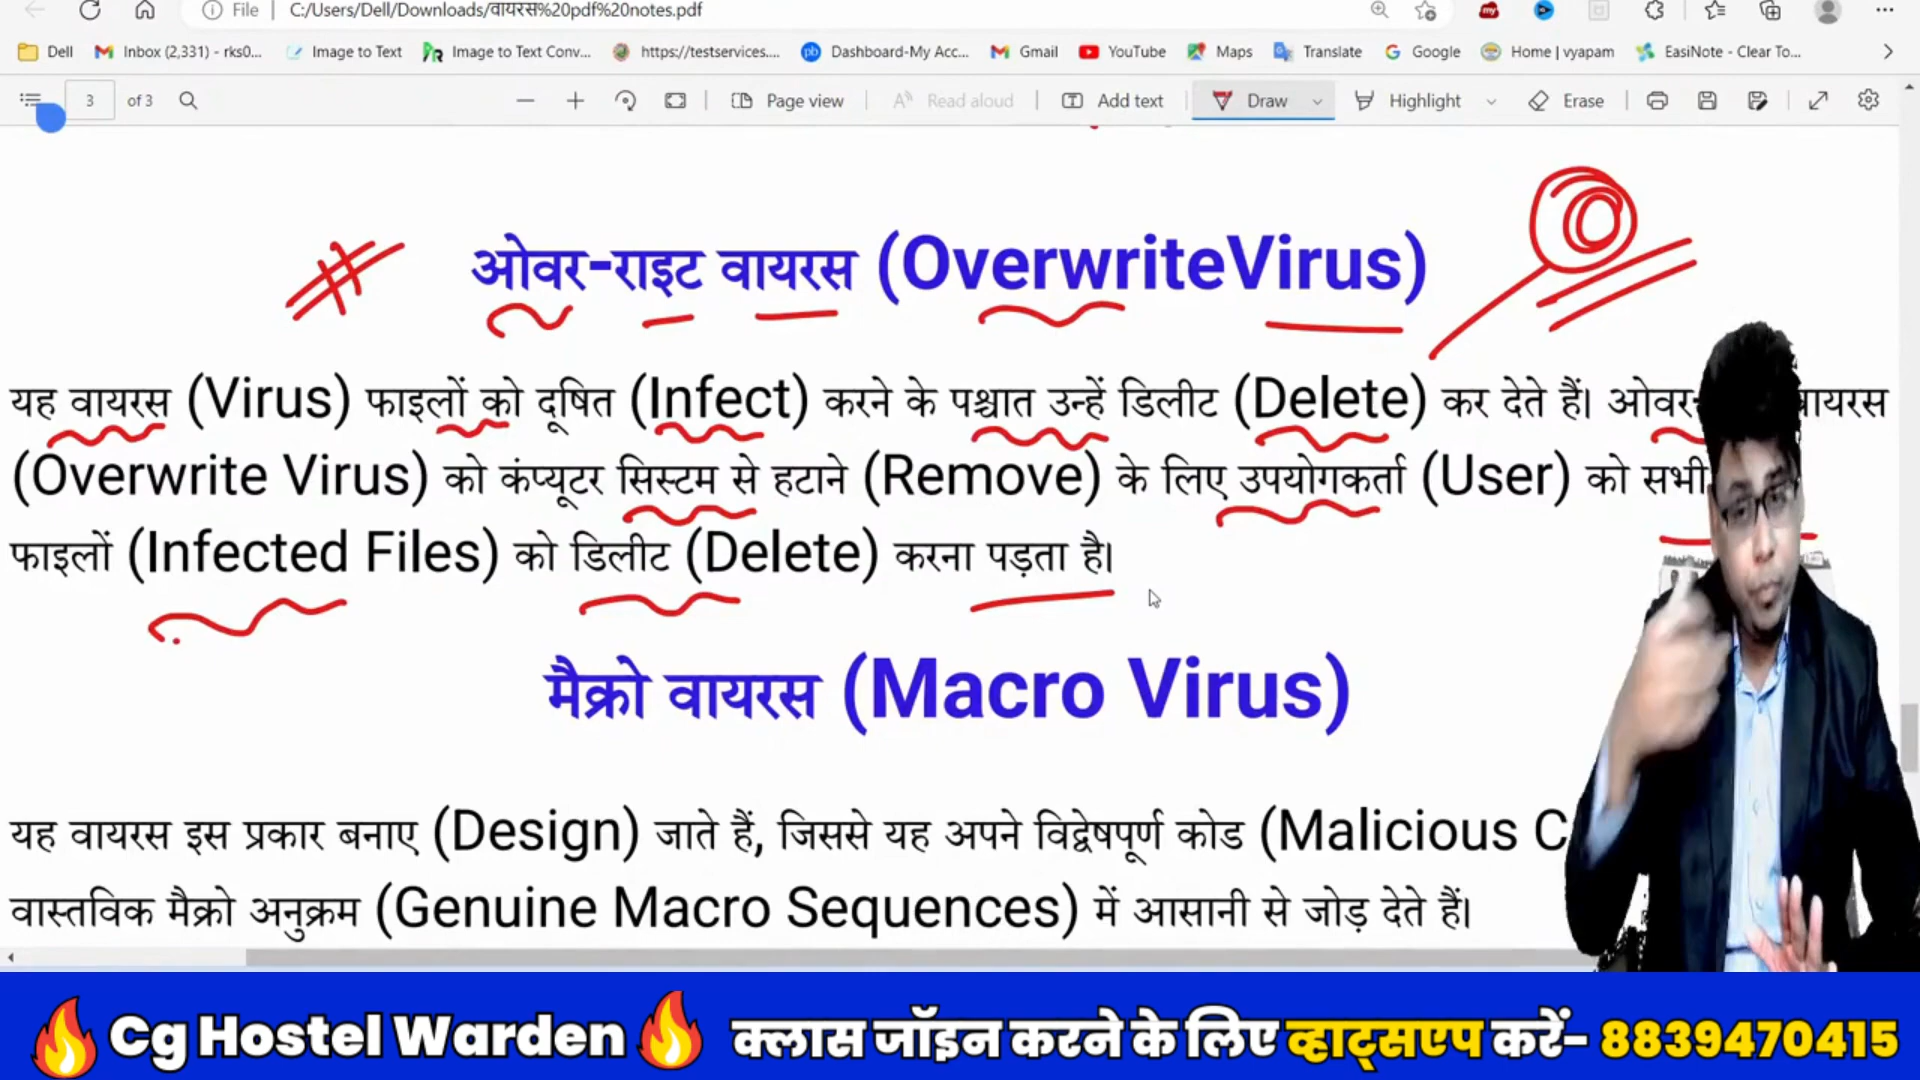 File C:/Users/Dell/Downloads/वायरस%20pdf%20notes.pdf
Dell Inbox (2,331) - rks0... Image to Text Image to Text Conv... https://testservices.... Dashboard-My Acc... Gmail YouTube Maps Translate Google Home | vyapam EasiNote - Clear To...
3 of 3 Page view Read aloud Add text Draw Highlight Erase
ओवर-राइट वायरस (OverwriteVirus)
यह वायरस (Virus) फाइलों को दूषित (Infect) करने के पश्चात उन्हें डिलीट (Delete) कर देते हैं। ओवर- वायरस
(Overwrite Virus) को कंप्यूटर सिस्टम से हटाने (Remove) के लिए उपयोगकर्ता (User) को सभी
फाइलों (Infected Files) को डिलीट (Delete) करना पड़ता है।
मैक्रो वायरस (Macro Virus)
यह वायरस इस प्रकार बनाए (Design) जाते हैं, जिससे यह अपने विद्वेषपूर्ण कोड (Malicious C
वास्तविक मैक्रो अनुक्रम (Genuine Macro Sequences) में आसानी से जोड़ देते हैं।
Cg Hostel Warden क्लास जॉइन करने के लिए व्हाट्सएप करें- 8839470415